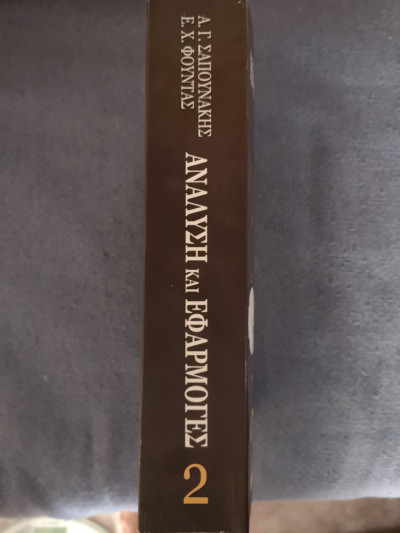 Α. Γ. ΣΑΠΟΥΝΑΚΗΣ
Ε. Χ. ΦΟΥΝΤΑΣ
ΑΝΑΛΥΣΗ ΚΑΙ ΕΦΑΡΜΟΓΕΣ
2